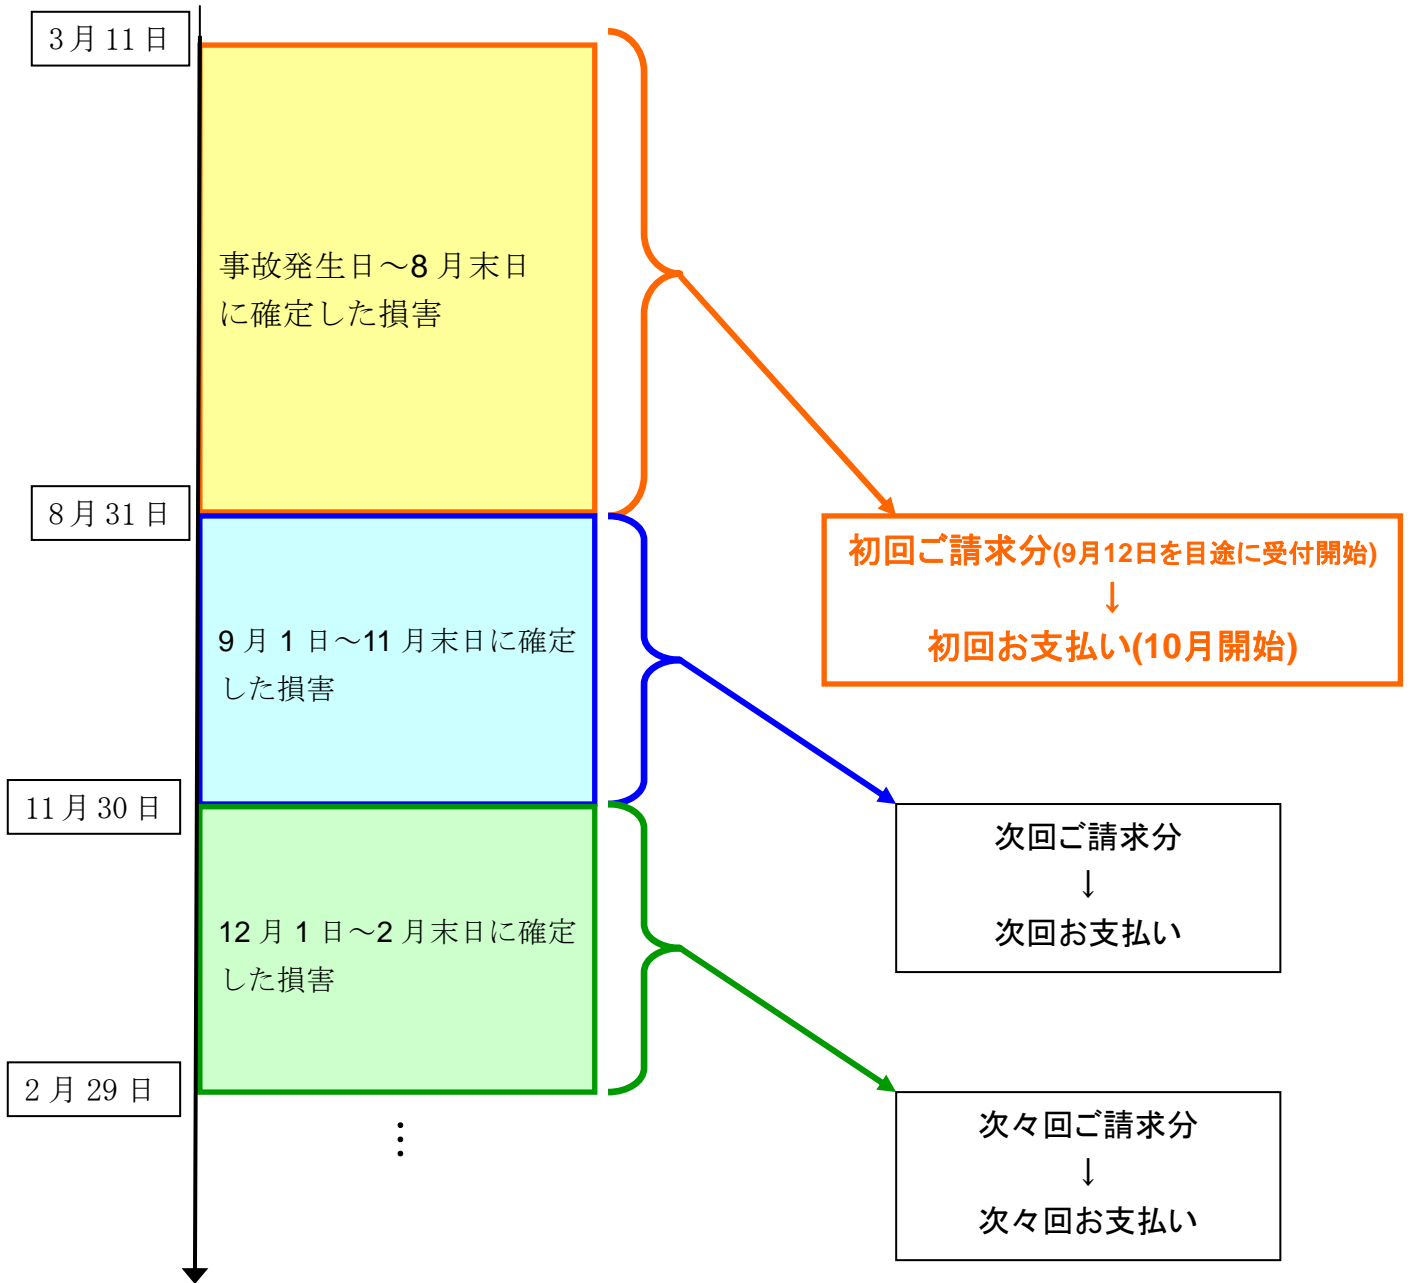 3月11日
事故発生日～8月末日
に確定した損害
8月31日
初回ご請求分(9月12日を目途に受付開始)
↓
初回お支払い(10月開始)
9月1日～11月末日に確定
した損害
11月30日
次回ご請求分
↓
次回お支払い
12月1日～2月末日に確定
した損害
2月29日
⋮
次々回ご請求分
↓
次々回お支払い